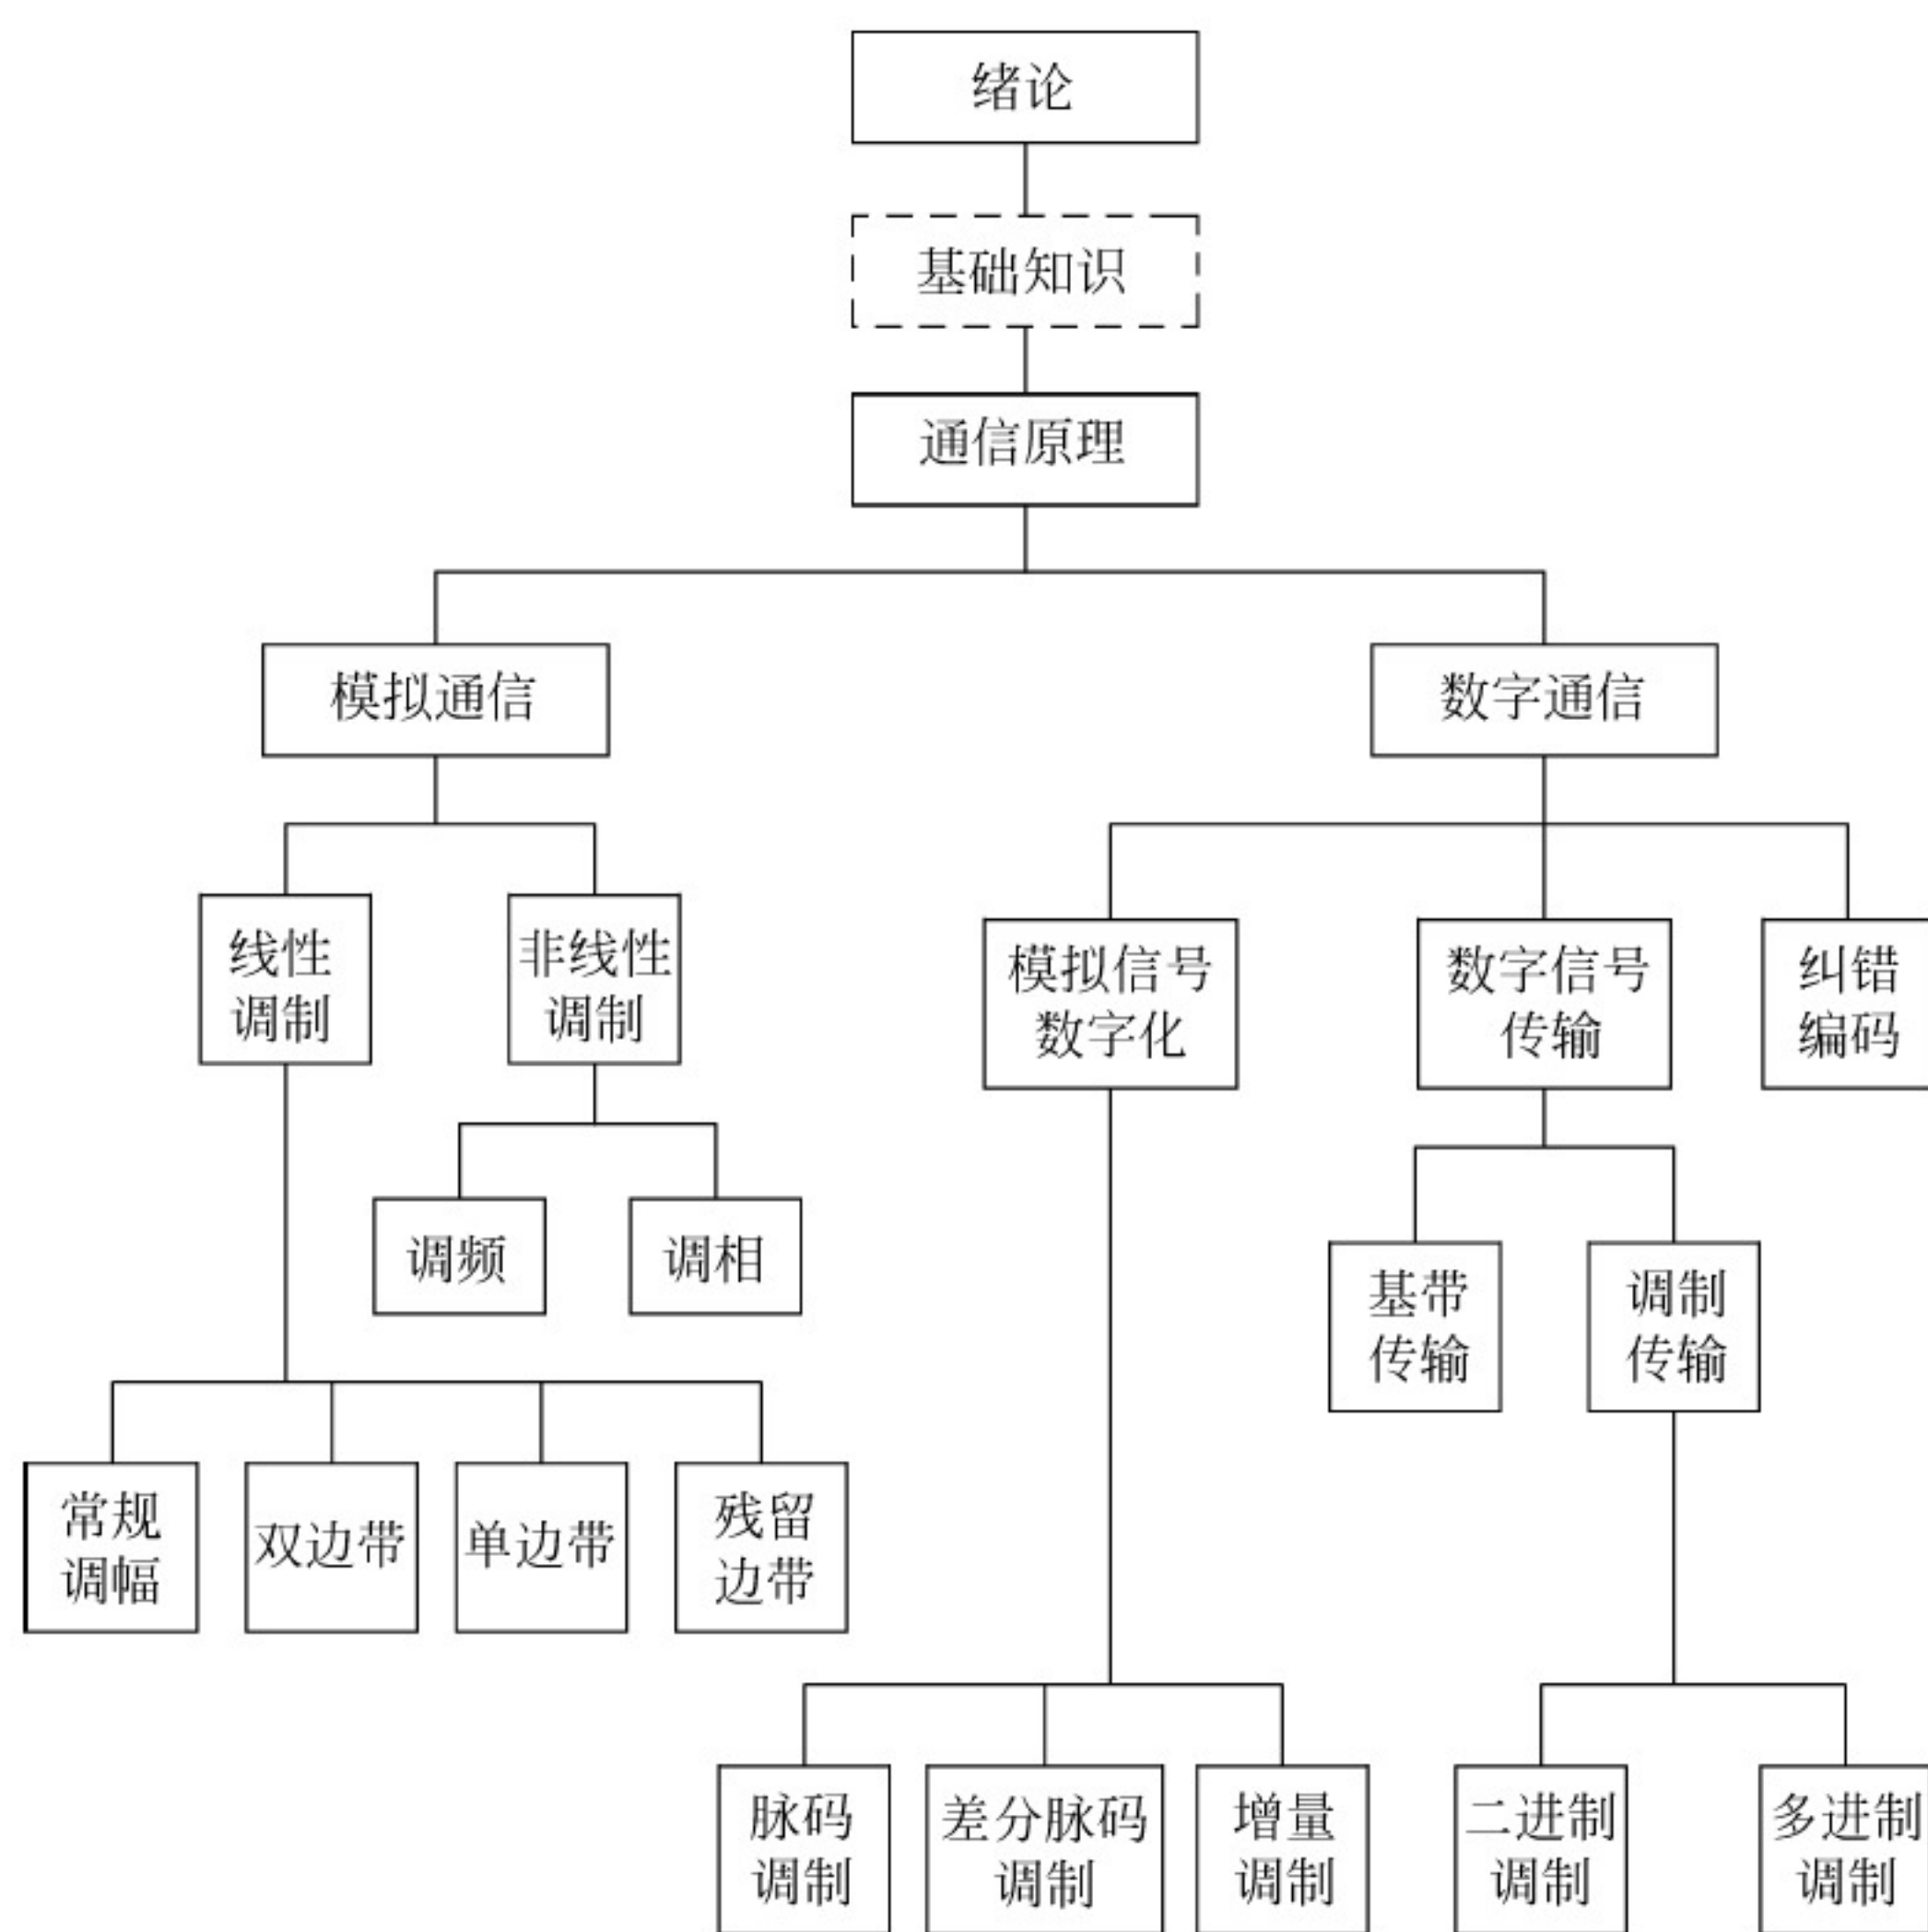 绪论
基础知识
通信原理
模拟通信
数字通信
线性
调制
非线性
调制
模拟信号
数字化
数字信号
传输
纠错
编码
调频
调相
基带
传输
调制
传输
常规
调幅
双边带
单边带
残留
边带
脉码
调制
差分脉码
调制
增量
调制
二进制
调制
多进制
调制